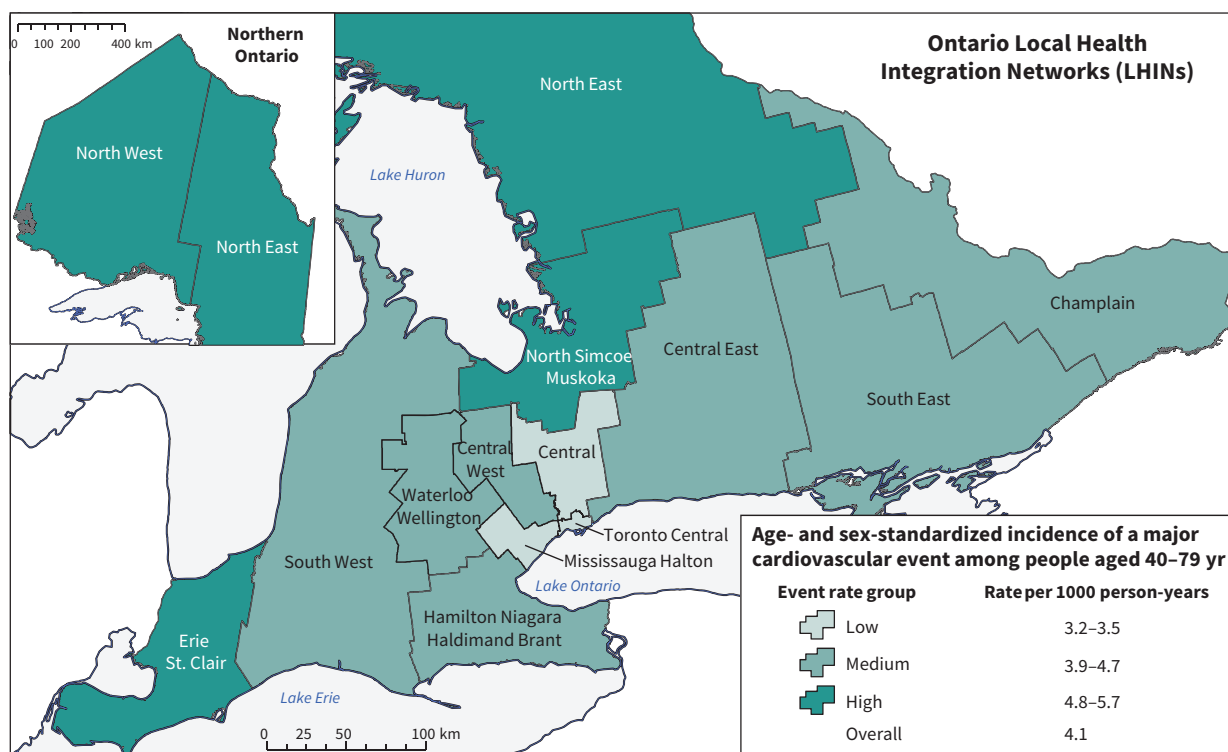 Northern
Ontario
0 100 200 400 km
North West
North East
Ontario Local Health
Integration Networks (LHINs)
North East
Lake Huron
North Simcoe
Muskoka
Central East
Champlain
South East
Central
Central
West
Waterloo
Wellington
Toronto Central
Mississauga Halton
South West
Lake Ontario
Hamilton Niagara
Haldimand Brant
Erie
St. Clair
Lake Erie
0 25 50 100 km
Age- and sex-standardized incidence of a major
cardiovascular event among people aged 40–79 yr
Event rate group Rate per 1000 person-years
Low 3.2–3.5
Medium 3.9–4.7
High 4.8–5.7
Overall 4.1